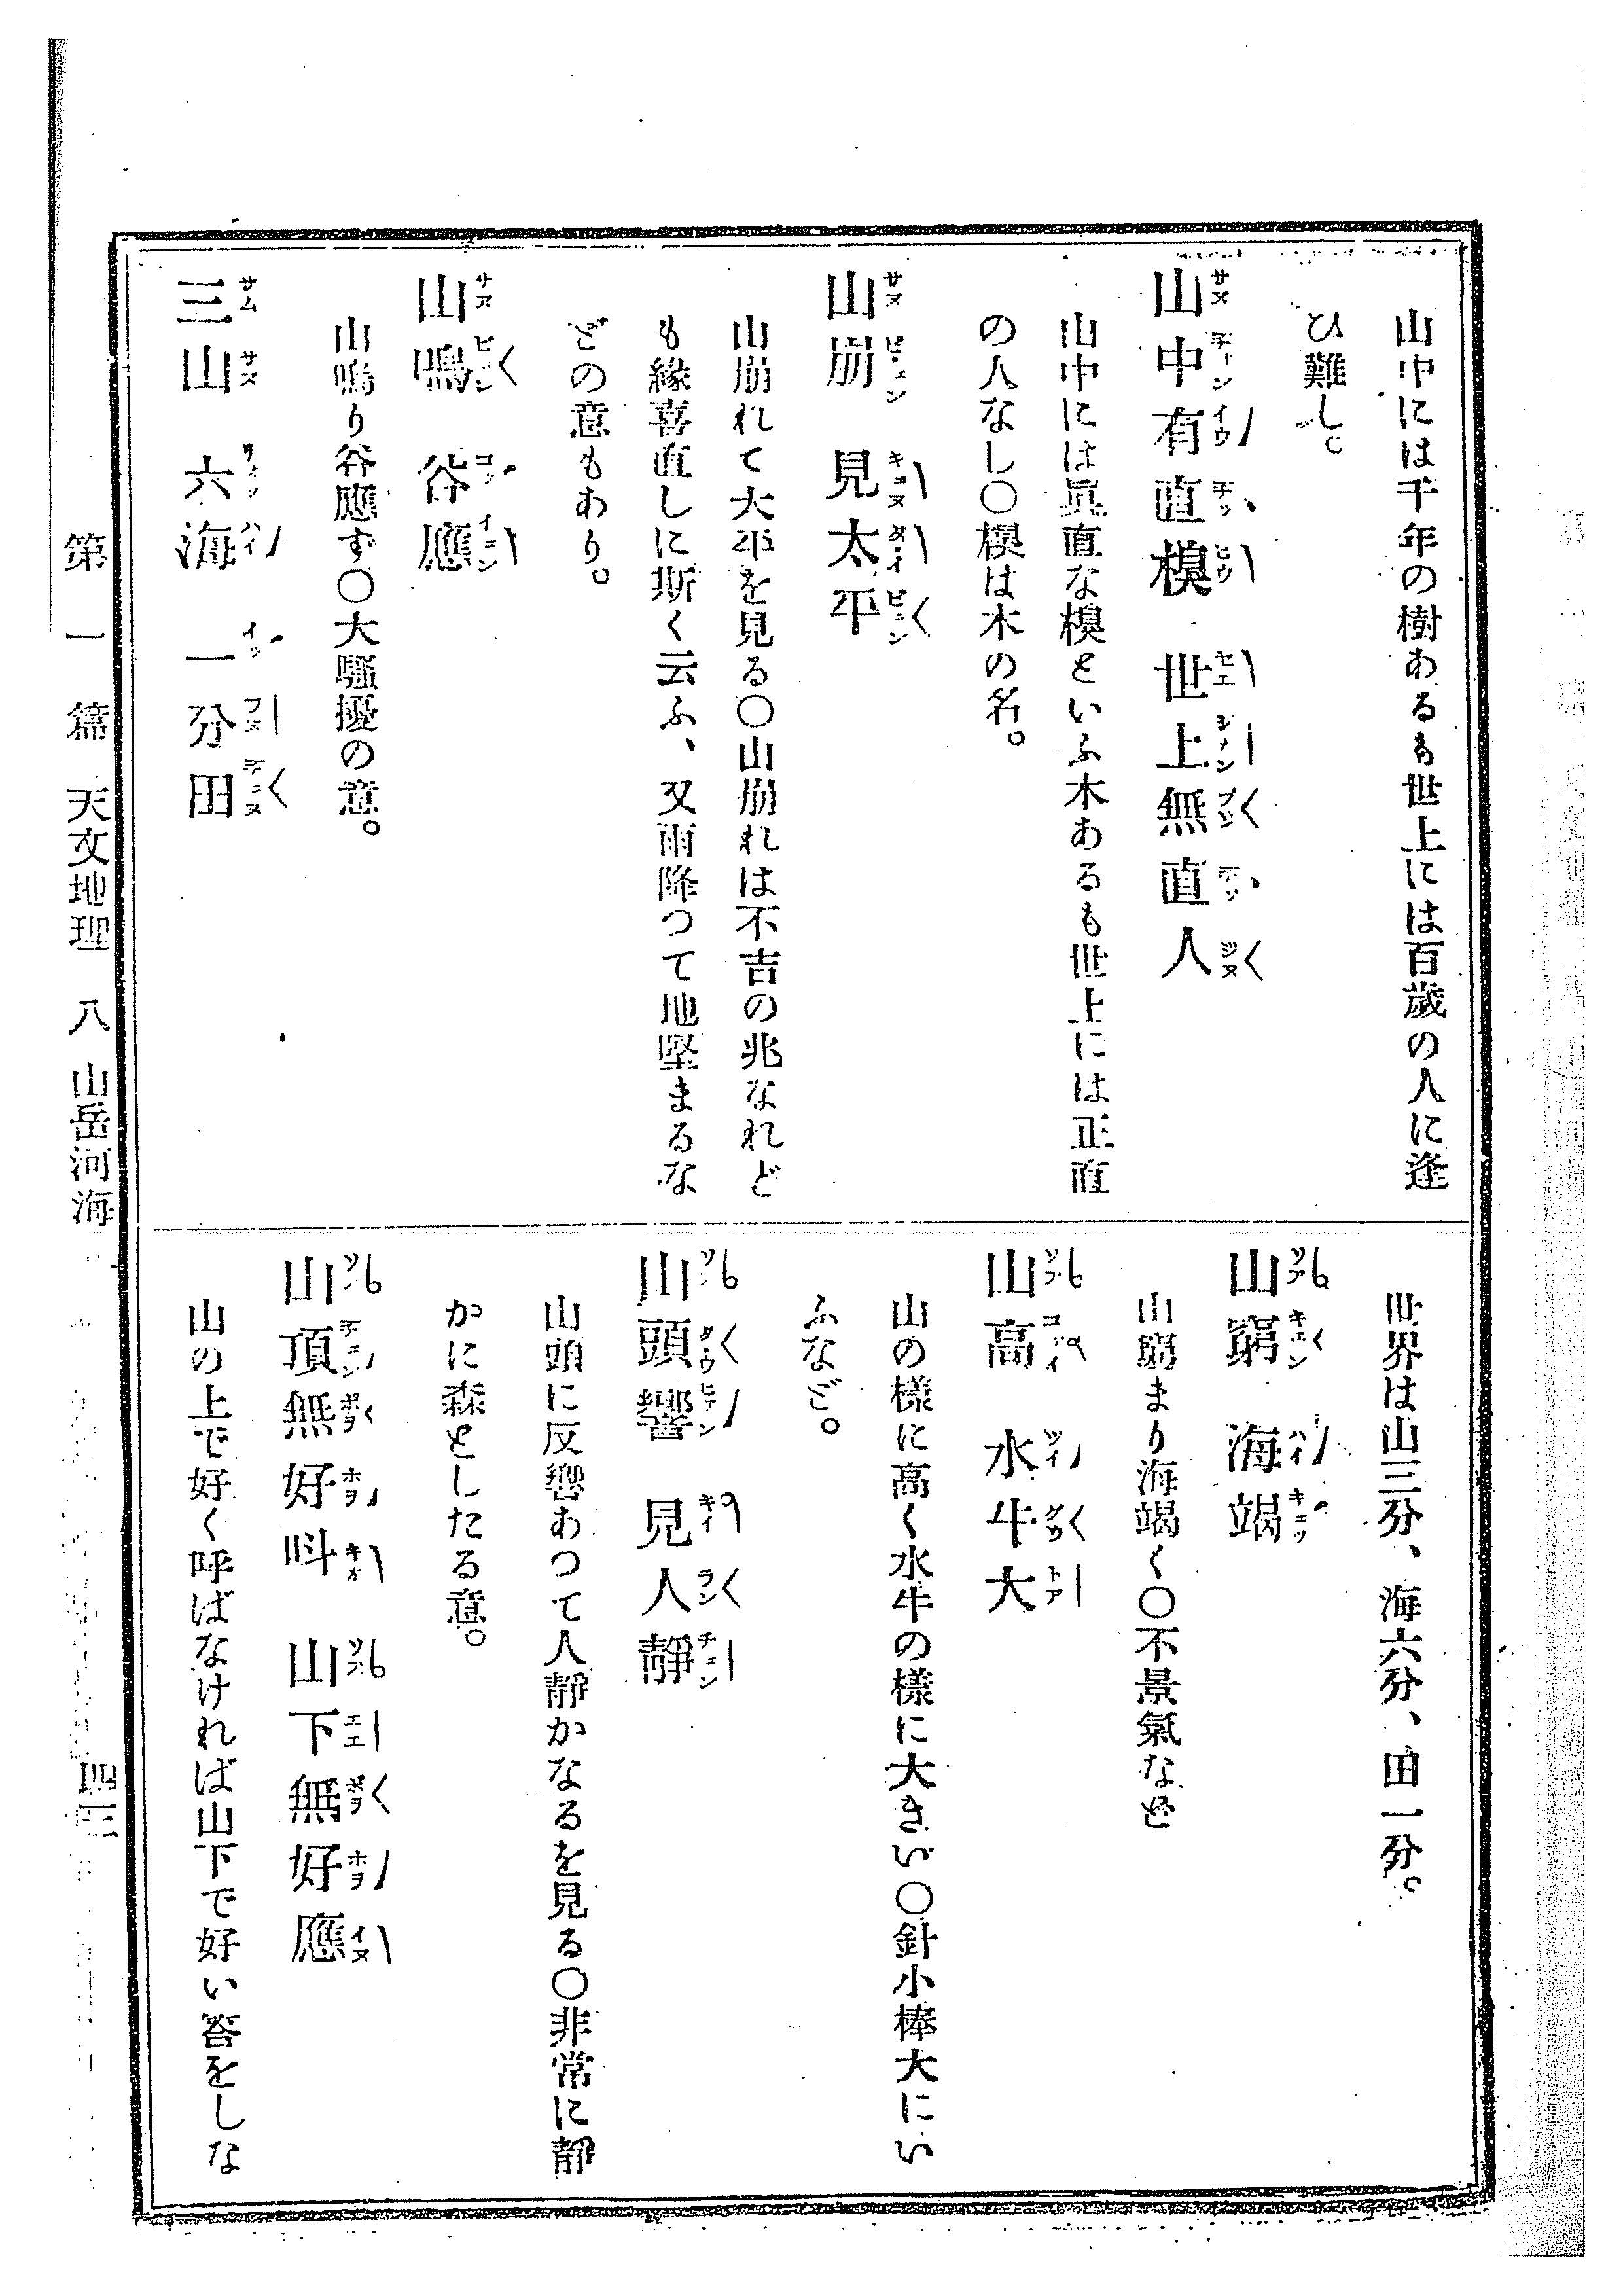 山中には千年の樹あるも世上には百歲の人に逢
ひ難し。
山中有直模 世上無直人
山中には眞直な模といふ木あるも世上には正直
の人なし〇模は木の名。
山崩 見太平
山崩れて大平を見る〇山崩れは不吉の兆なれど
も緣喜直しに斯く云ふ、又雨降つて地堅まるな
どの意もあり。
山鳴 谷應
山鳴り谷應ず〇大騷擾の意。
三山 六海 一分田
世界は山三分、海六分、田一分。
山窮 海竭
山窮まり海竭く〇不景氣など
山高 水牛大
山の樣に高く水牛の樣に大きい〇針小棒大にい
ふなど。
山頭響 見人靜
山頭に反響あつて人靜かなるを見る〇非常に靜
かに森としたる意。
山頂無好呌 山下無好應
山の上で好く呼ばなければ山下で好い答をしな
第一篇 天文地理 八 山岳河海
四三